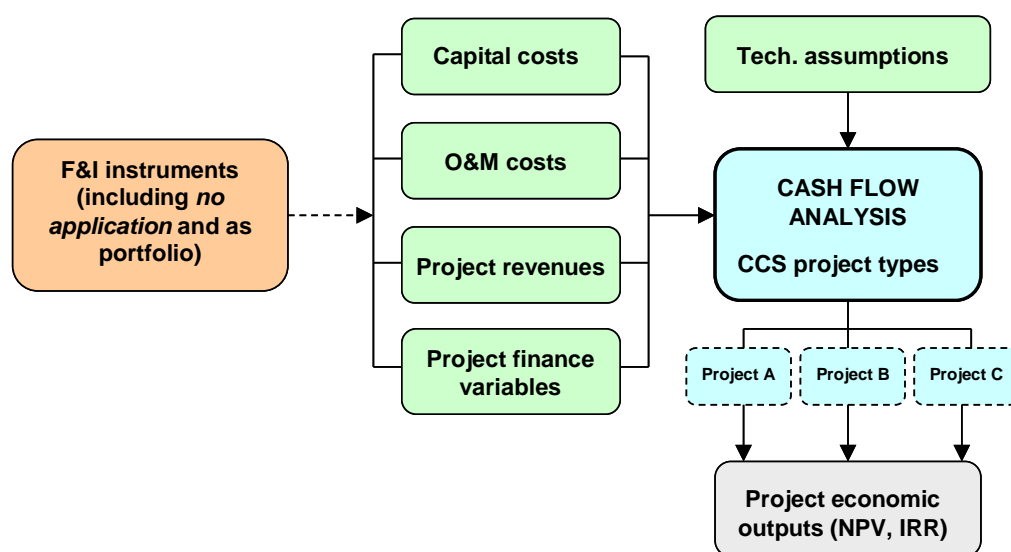 F&I instruments
(including no
application and as
portfolio)
Capital costs
O&M costs
Project revenues
Project finance
variables
Tech. assumptions
CASH FLOW
ANALYSIS
CCS project types
Project A
Project B
Project C
Project economic
outputs (NPV, IRR)